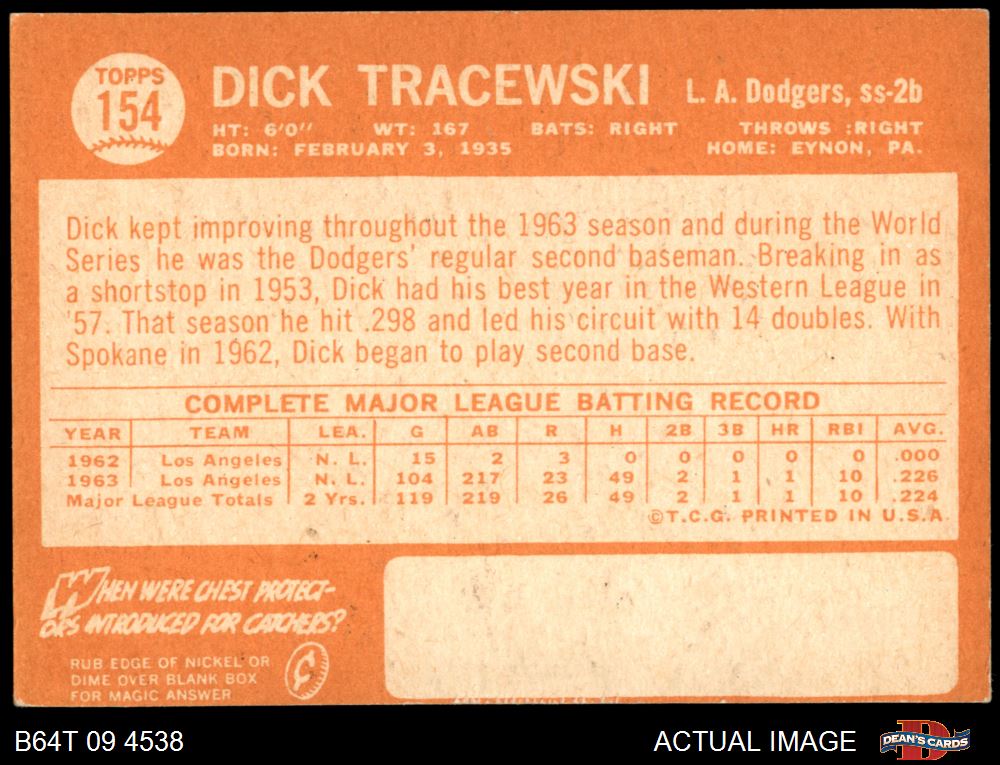 TOPPS
154
DICK TRACEWSKI L. A. Dodgers, ss-2b
HT: 6'0" WT: 167 BATS: RIGHT THROWS :RIGHT
BORN: FEBRUARY 3, 1935 HOME: EYNON, PA.
Dick kept improving throughout the 1963 season and during the World
Series he was the Dodgers' regular second baseman. Breaking in as
a shortstop in 1953, Dick had his best year in the Western League in
'57. That season he hit .298 and led his circuit with 14 doubles. With
Spokane in 1962, Dick began to play second base.
COMPLETE MAJOR LEAGUE BATTING RECORD
YEAR TEAM LEA. G AB R H 2B 3B HR RBI AVG.
1962 Los Angeles N. L. 15 2 3 0 0 0 0 0 .000
1963 Los Angeles N. L. 104 217 23 49 2 1 1 10 .226
Major League Totals 2 Yrs. 119 219 26 49 2 1 1 10 .224
©T.C.G. PRINTED IN U.S.A.
WHEN WERE CHEST PROTECT-
ORS INTRODUCED FOR CATCHERS?
RUB EDGE OF NICKEL OR
DIME OVER BLANK BOX
FOR MAGIC ANSWER
B64T 09 4538 ACTUAL IMAGE DEAN'S CARDS